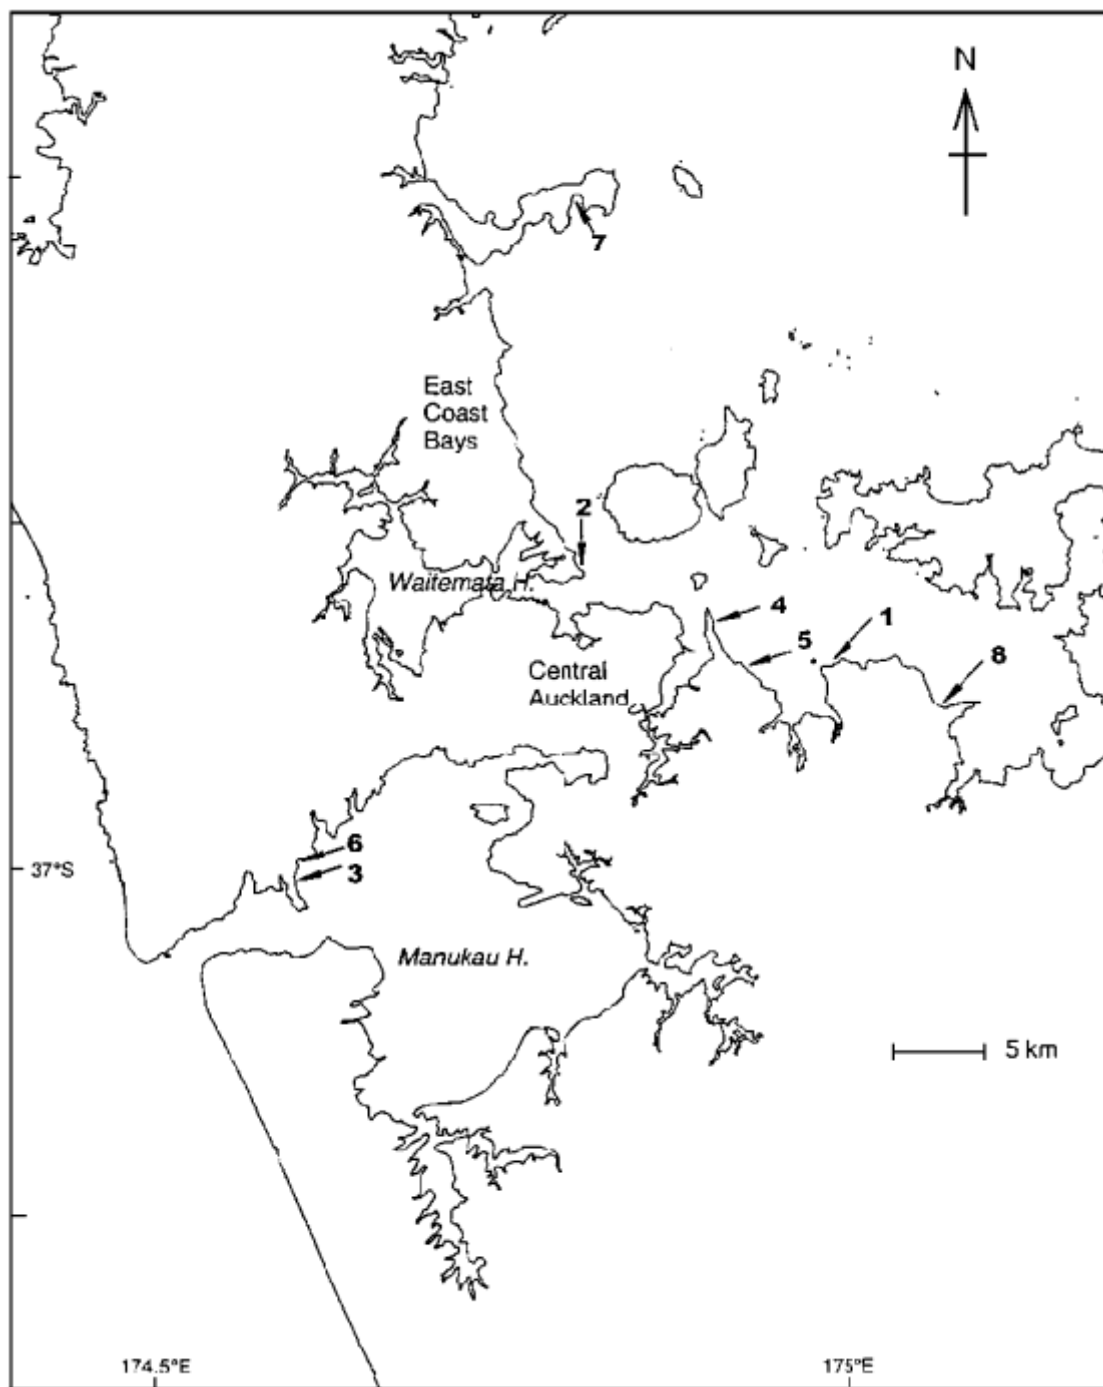 N
7
East
Coast
Bays
2
Waitemata H.
4
1
5
8
Central
Auckland
6
37°S
3
Manukau H.
5 km
174.5°E
175°E